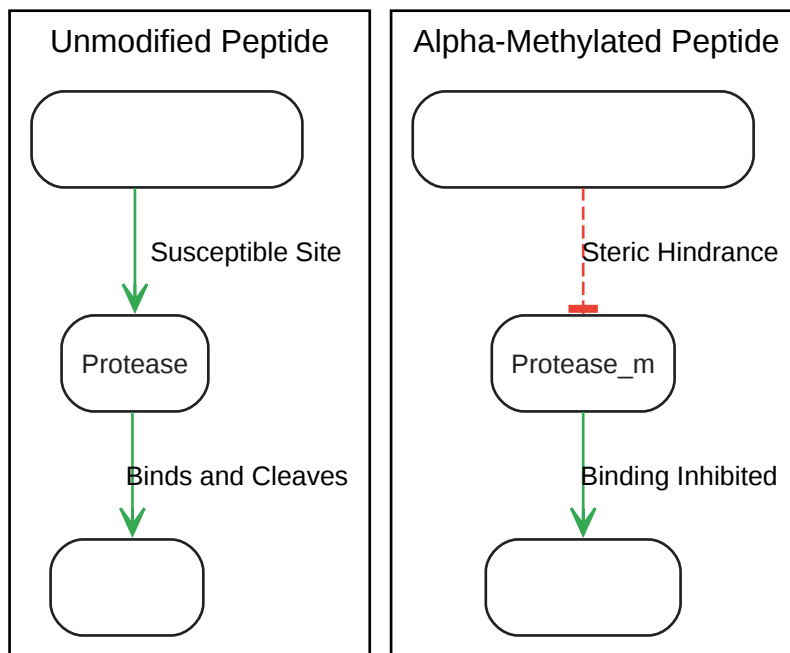 Unmodified Peptide
Susceptible Site
Protease
Binds and Cleaves
Alpha-Methylated Peptide
Steric Hindrance
Protease_m
Binding Inhibited